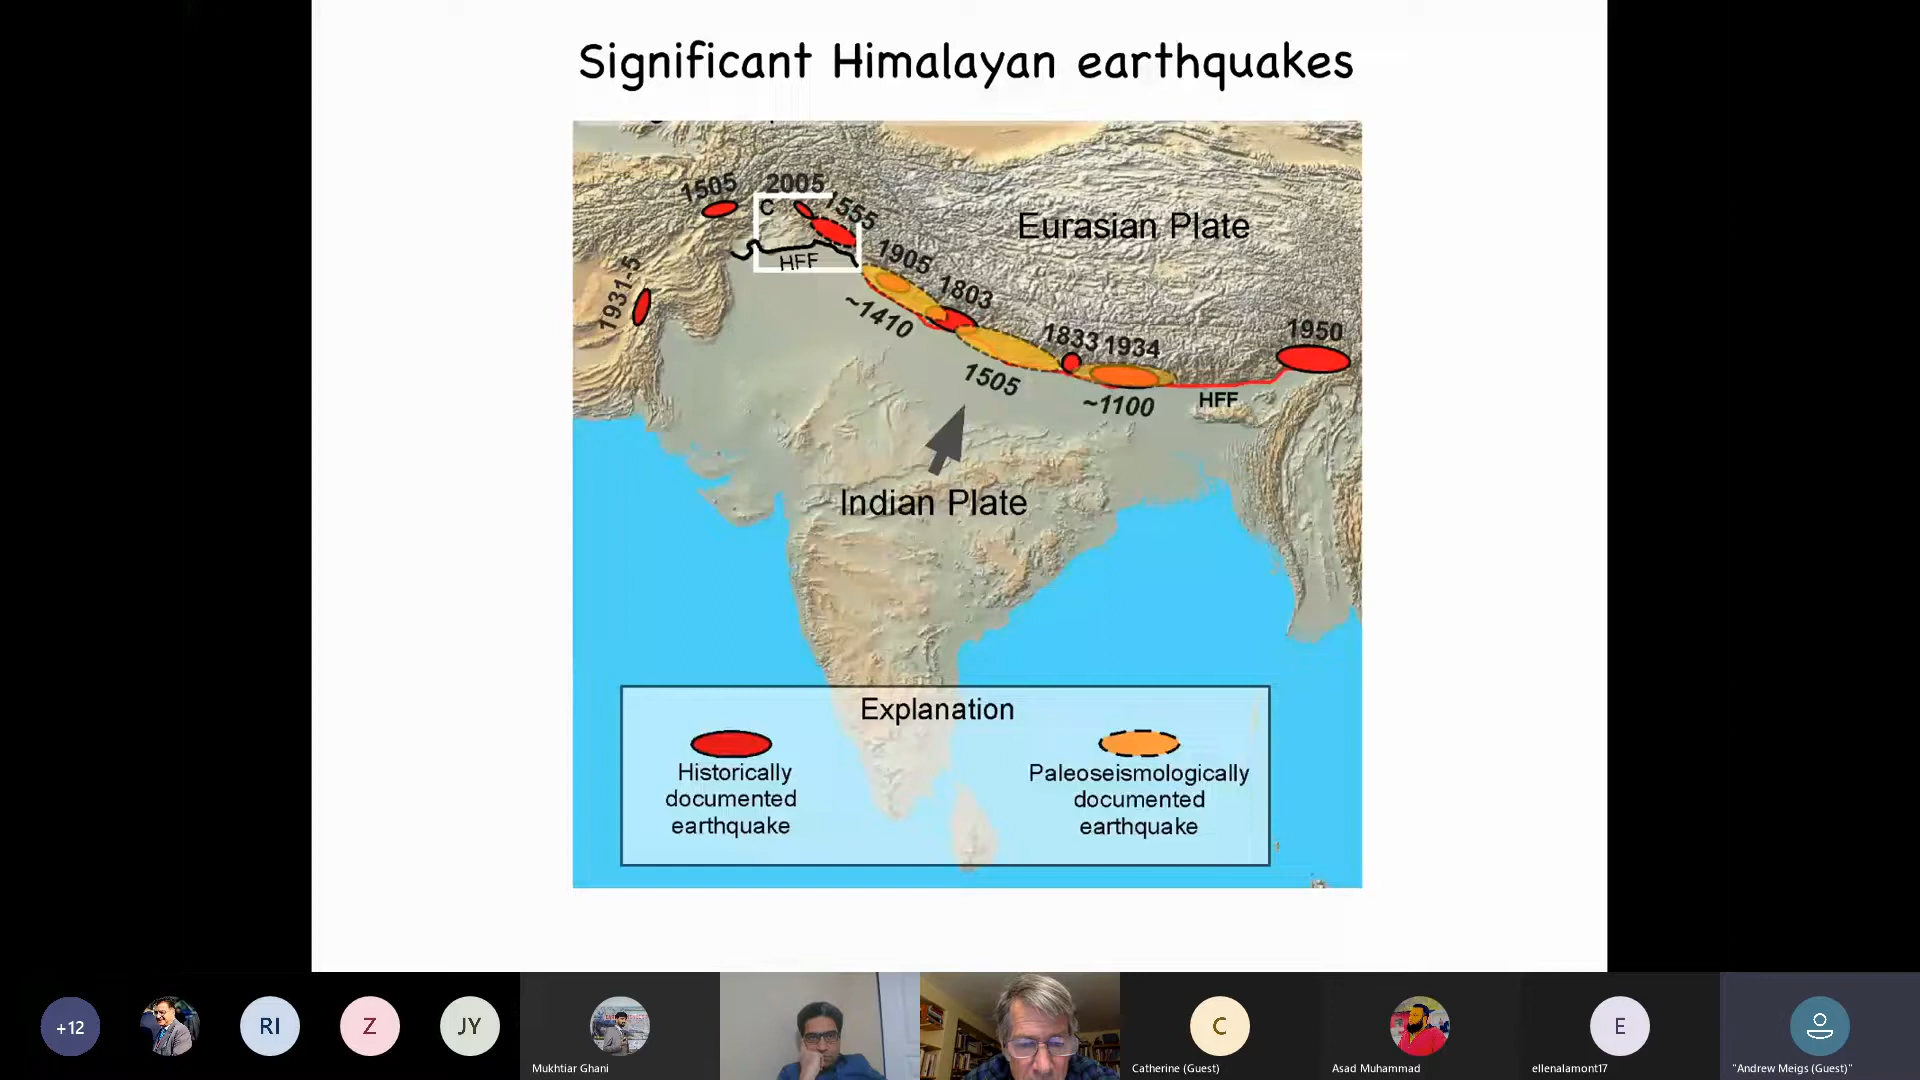 Significant Himalayan earthquakes
1505
2005
C
1555
HFF
1905
Eurasian Plate
1931-5
1803
~1410
1833
1934
1950
1505
~1100
HFF
Indian Plate
Explanation
Historically
documented
earthquake
Paleoseismologically
documented
earthquake
+12
RI
Z
JY
Mukhtiar Ghani
C
Catherine (Guest)
Asad Muhammad
E
ellenalamont17
"Andrew Meigs (Guest)"